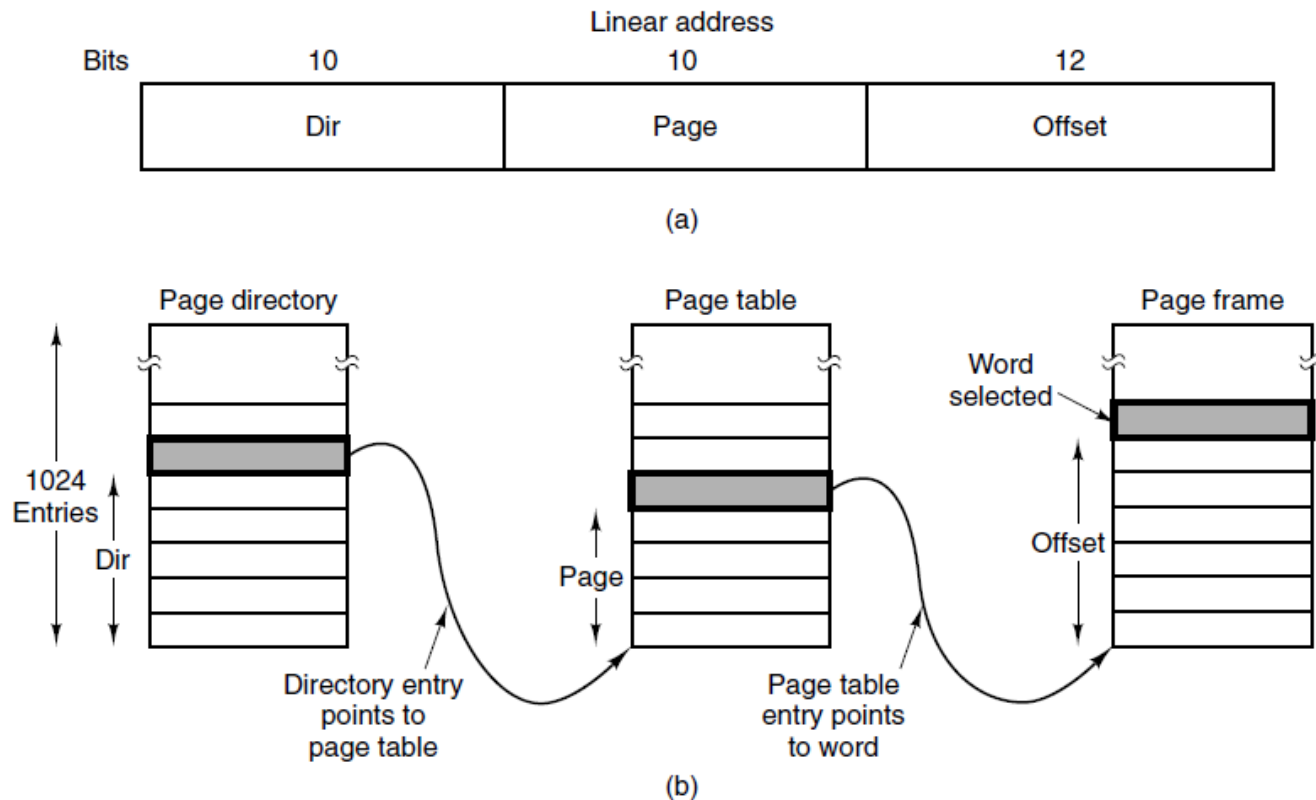 Linear address
Bits 10 10 12
Dir Page Offset
(a)
Page directory Page table Page frame
Word
selected
1024
Entries
Dir
Page
Offset
Directory entry
points to
page table
Page table
entry points
to word
(b)